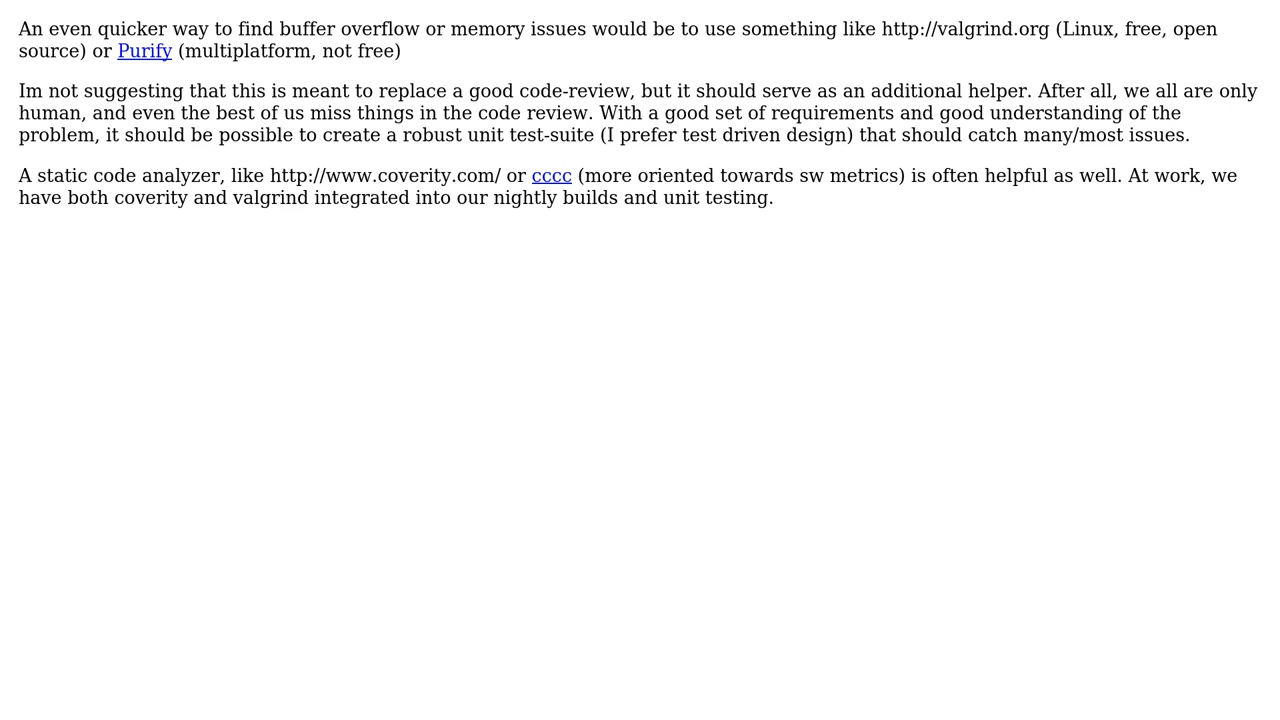 An even quicker way to find buffer overflow or memory issues would be to use something like http://valgrind.org (Linux, free, open
source) or Purify (multiplatform, not free)
Im not suggesting that this is meant to replace a good code-review, but it should serve as an additional helper. After all, we all are only
human, and even the best of us miss things in the code review. With a good set of requirements and good understanding of the
problem, it should be possible to create a robust unit test-suite (I prefer test driven design) that should catch many/most issues.
A static code analyzer, like http://www.coverity.com/ or cccc (more oriented towards sw metrics) is often helpful as well. At work, we
have both coverity and valgrind integrated into our nightly builds and unit testing.